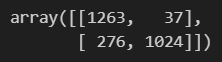 array([[1263,   37],
       [ 276, 1024]])